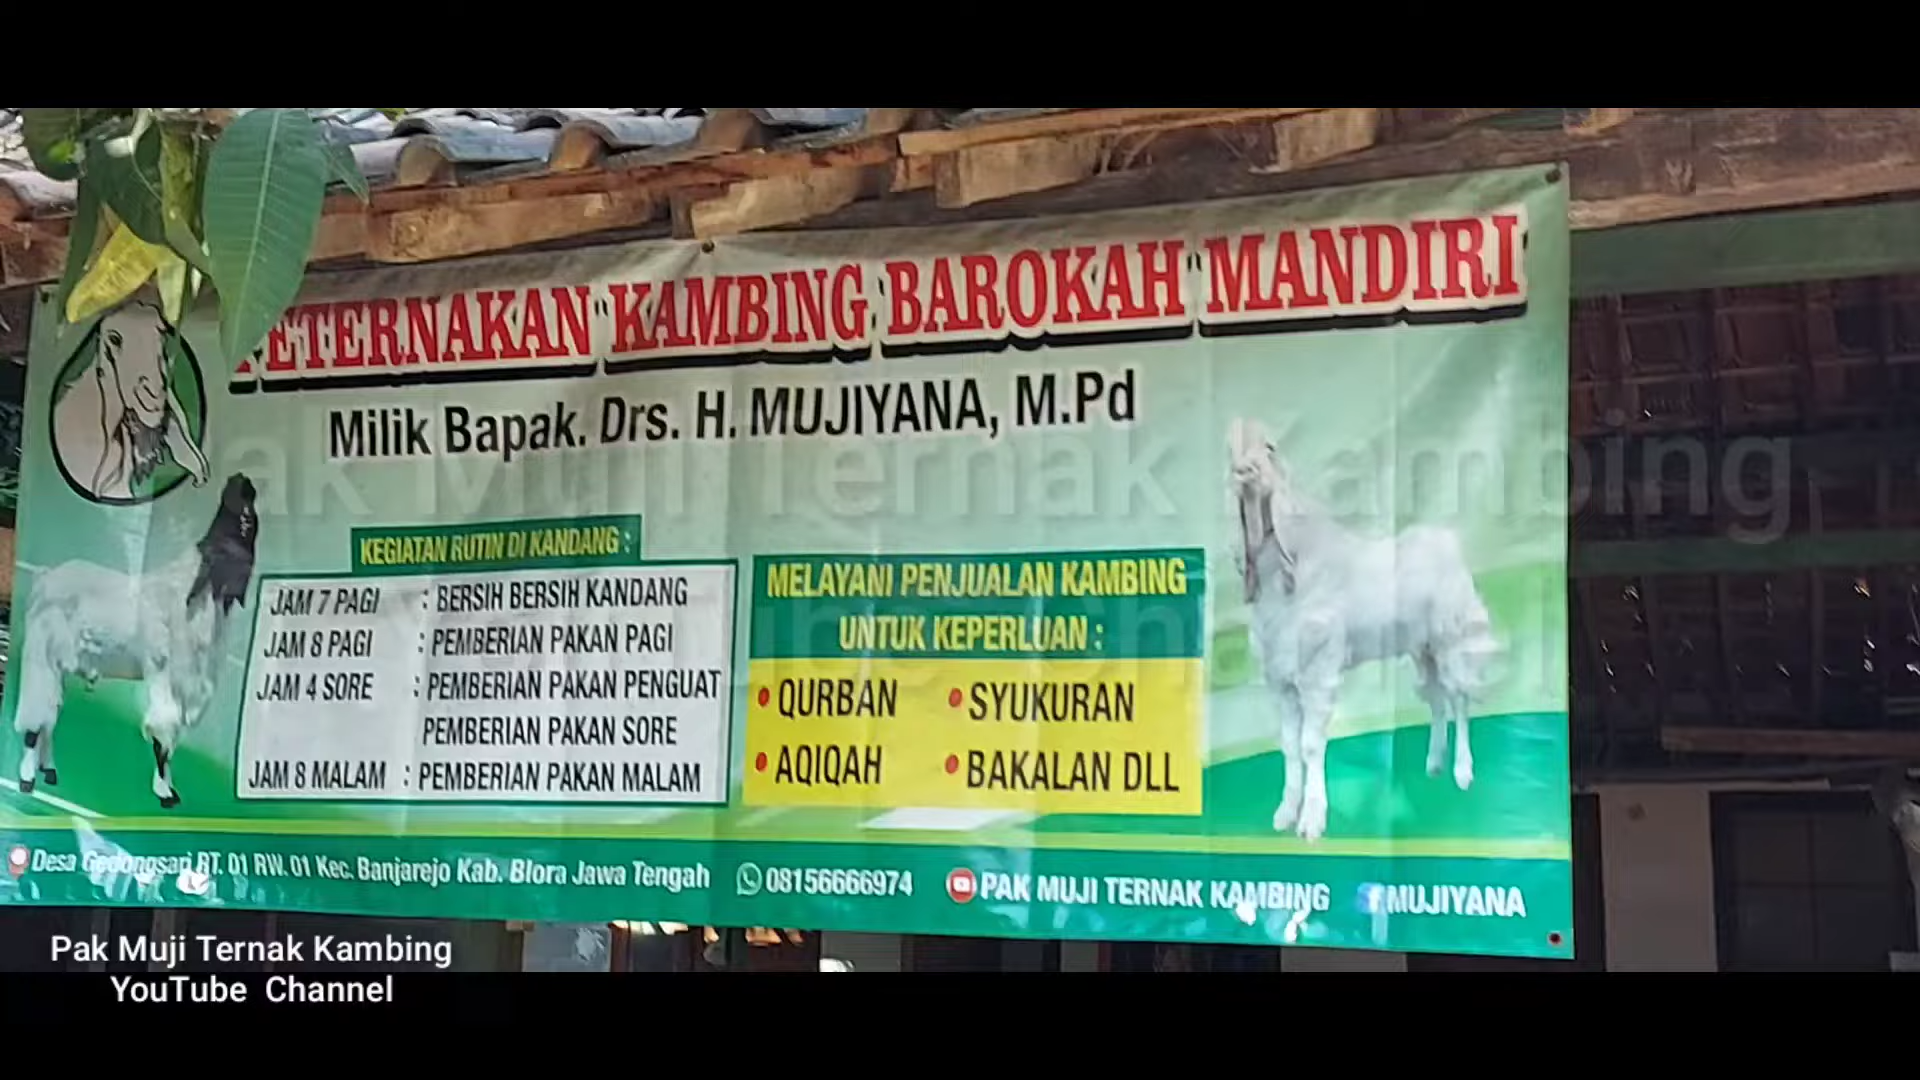 PETERNAKAN "KAMBING BAROKAH" MANDIRI
Milik Bapak. Drs. H. MUJIYANA, M.Pd
KEGIATAN RUTIN DI KANDANG :
JAM 7 PAGI : BERSIH BERSIH KANDANG
JAM 8 PAGI : PEMBERIAN PAKAN PAGI
JAM 4 SORE : PEMBERIAN PAKAN PENGUAT
PEMBERIAN PAKAN SORE
JAM 8 MALAM : PEMBERIAN PAKAN MALAM
MELAYANI PENJUALAN KAMBING
UNTUK KEPERLUAN :
• QURBAN • SYUKURAN
• AQIQAH • BAKALAN DLL
Desa Gedongsari RT. 01 RW. 01 Kec. Banjarejo Kab. Blora Jawa Tengah 08156666974 PAK MUJI TERNAK KAMBING MUJIYANA
Pak Muji Ternak Kambing
YouTube Channel